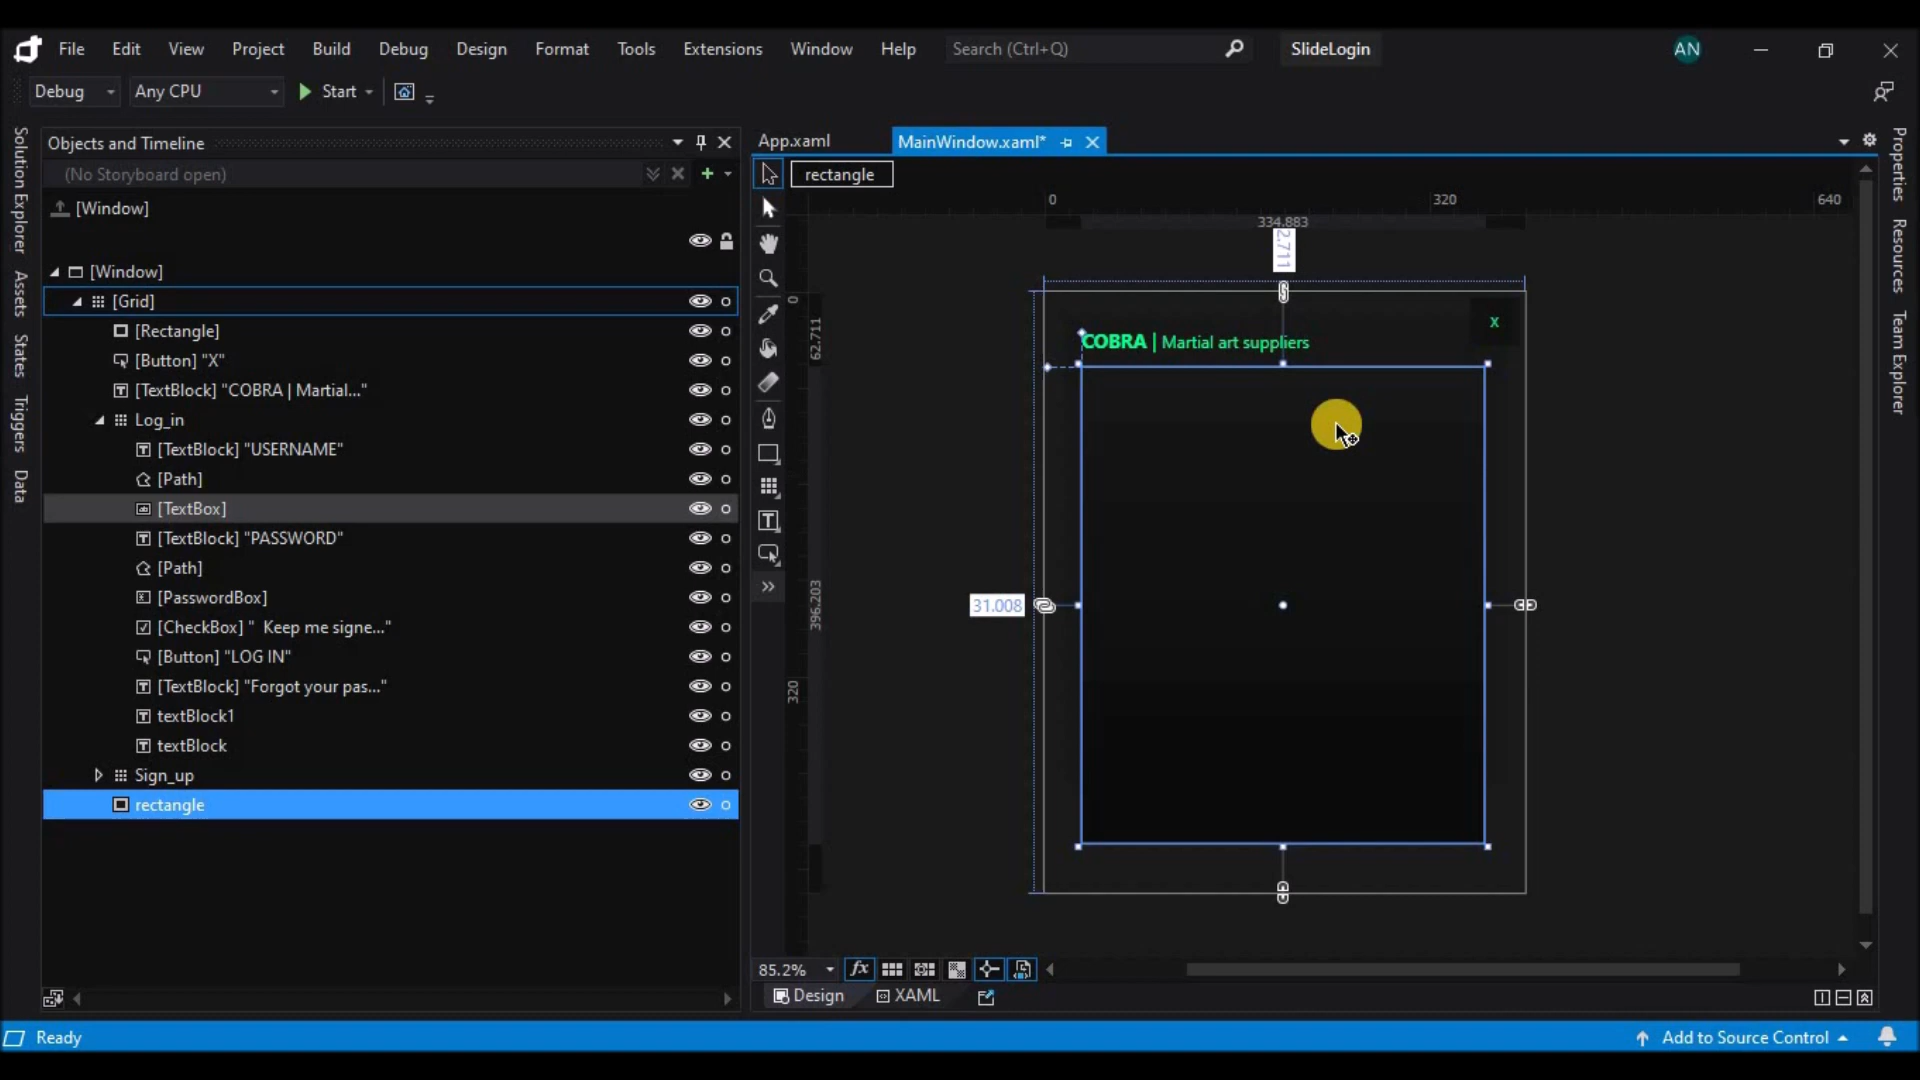 File Edit View Project Build Debug Design Format Tools Extensions Window Help Search (Ctrl+Q) SlideLogin AN
Debug Any CPU Start
Solution Explorer
Assets
States
Triggers
Data
Objects and Timeline
(No Storyboard open)
[Window]
[Window]
[Grid]
[Rectangle]
[Button] "X"
[TextBlock] "COBRA | Martial..."
Log_in
[TextBlock] "USERNAME"
[Path]
[TextBox]
[TextBlock] "PASSWORD"
[Path]
[PasswordBox]
[CheckBox] "  Keep me signe..."
[Button] "LOG IN"
[TextBlock] "Forgot your pas..."
textBlock1
textBlock
Sign_up
rectangle
App.xaml MainWindow.xaml*
rectangle
0 320 640
334.883
2.711
0
62.711
396.203
320
X
COBRA | Martial art suppliers
31.008
85.2% fx
Design XAML
Properties
Resources
Team Explorer
Ready Add to Source Control